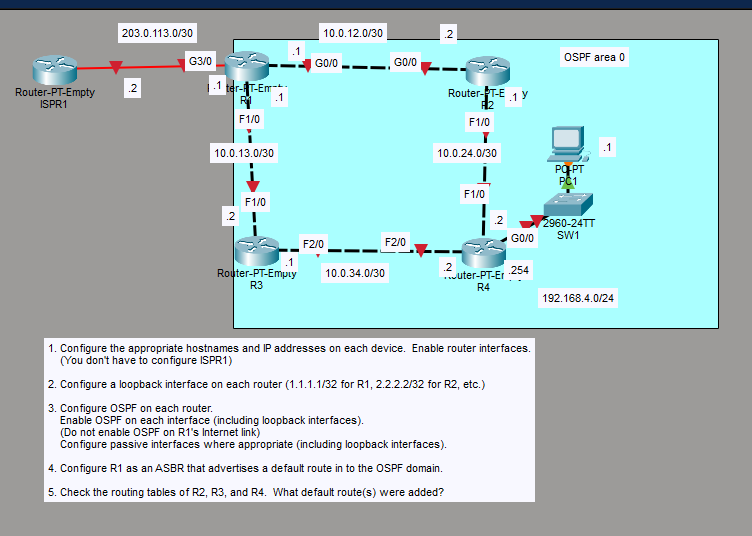 203.0.113.0/30
10.0.12.0/30
.1
.2
OSPF area 0
G3/0
G0/0
G0/0
Router-PT-Empty
ISPR1
.2
.1
R1
.1
.1
F1/0
F1/0
10.0.13.0/30
10.0.24.0/30
.1
PC-PT
PC1
F1/0
F1/0
.2
.2
2960-24TT
SW1
G0/0
F2/0
F2/0
.1
.2
Router-PT-Empty
R3
10.0.34.0/30
R4
.254
192.168.4.0/24
1. Configure the appropriate hostnames and IP addresses on each device. Enable router interfaces.
(You don't have to configure ISPR1)
2. Configure a loopback interface on each router (1.1.1.1/32 for R1, 2.2.2.2/32 for R2, etc.)
3. Configure OSPF on each router.
Enable OSPF on each interface (including loopback interfaces).
(Do not enable OSPF on R1's Internet link)
Configure passive interfaces where appropriate (including loopback interfaces).
4. Configure R1 as an ASBR that advertises a default route in to the OSPF domain.
5. Check the routing tables of R2, R3, and R4. What default route(s) were added?